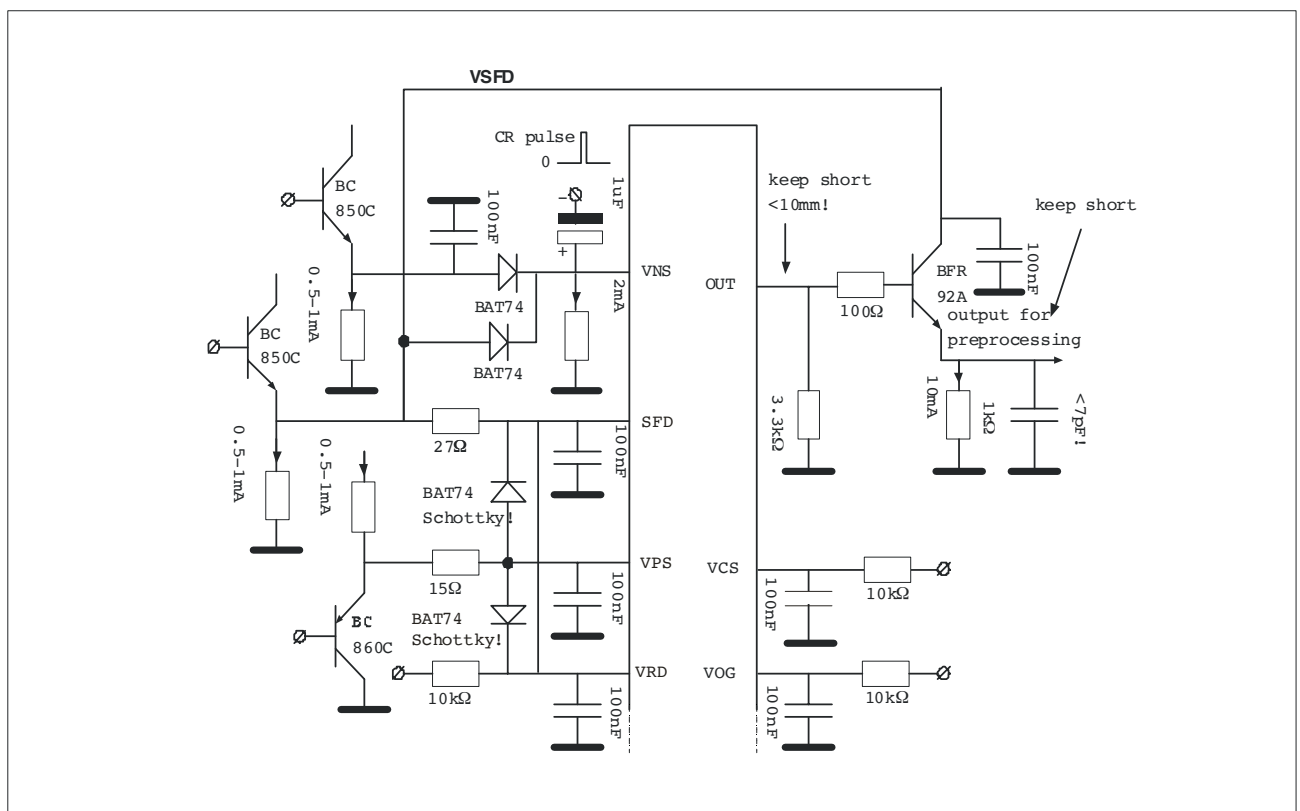 VSFD
CR pulse
0
1uF
-
+
BC
850C
100nF
0.5-1mA
BAT74
BAT74
VNS
2mA
keep short
<10mm!
OUT
100Ω
BFR
92A
100nF
keep short
output for
preprocessing
10mA
1kΩ
<7pF!
3.3kΩ
BC
850C
0.5-1mA
27Ω
SFD
100nF
0.5-1mA
BAT74
Schottky!
15Ω
VPS
100nF
BC
860C
BAT74
Schottky!
10kΩ
VRD
100nF
VCS
100nF
10kΩ
VOG
100nF
10kΩ